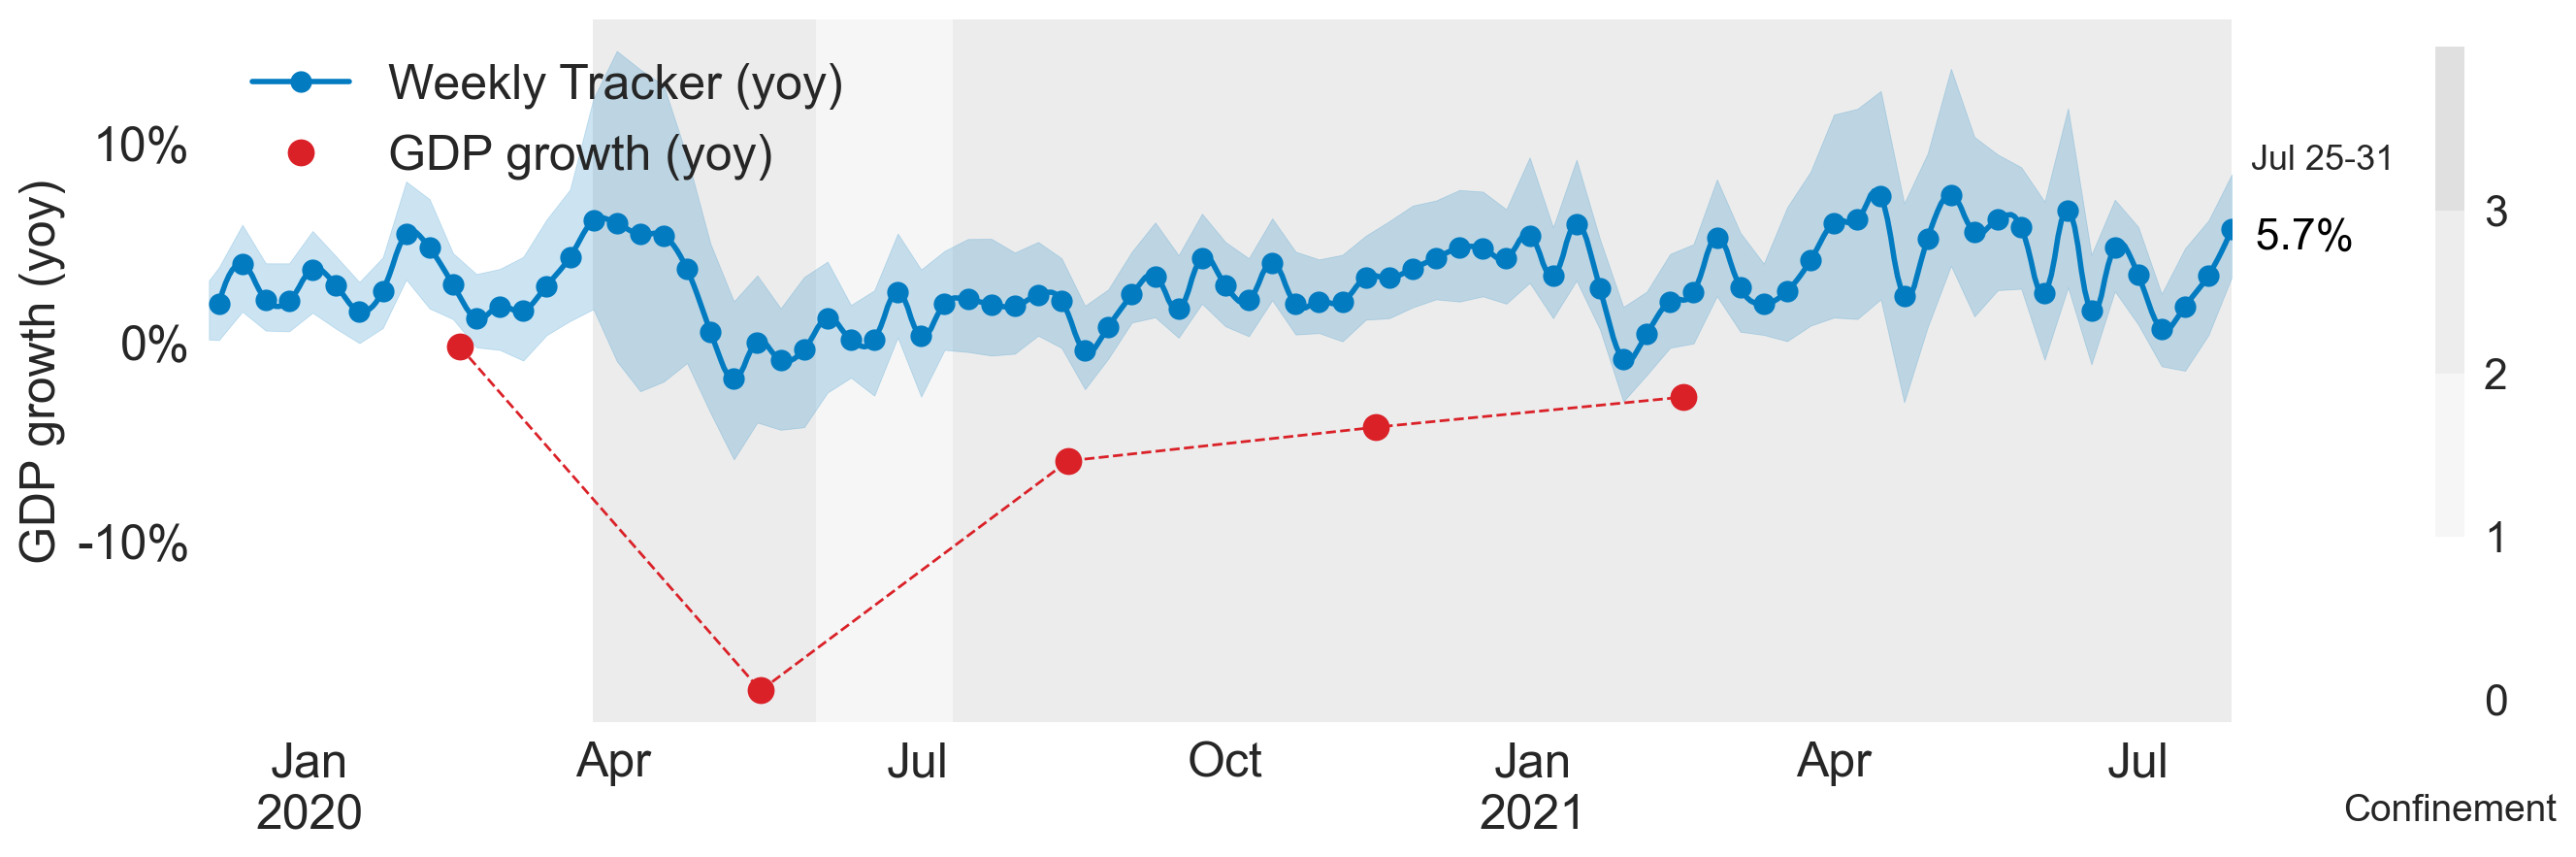 Weekly Tracker (yoy)
GDP growth (yoy)
GDP growth (yoy)
10%
0%
-10%
Jan
2020
Apr
Jul
Oct
Jan
2021
Apr
Jul
Jul 25-31
5.7%
3
2
1
0
Confinement